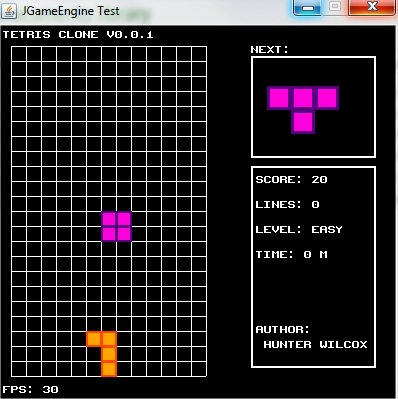 JGameEngine Test
TETRIS CLONE V0.0.1
NEXT:
SCORE: 20
LINES: 0
LEVEL: EASY
TIME: 0 M
AUTHOR:
HUNTER WILCOX
FPS: 30